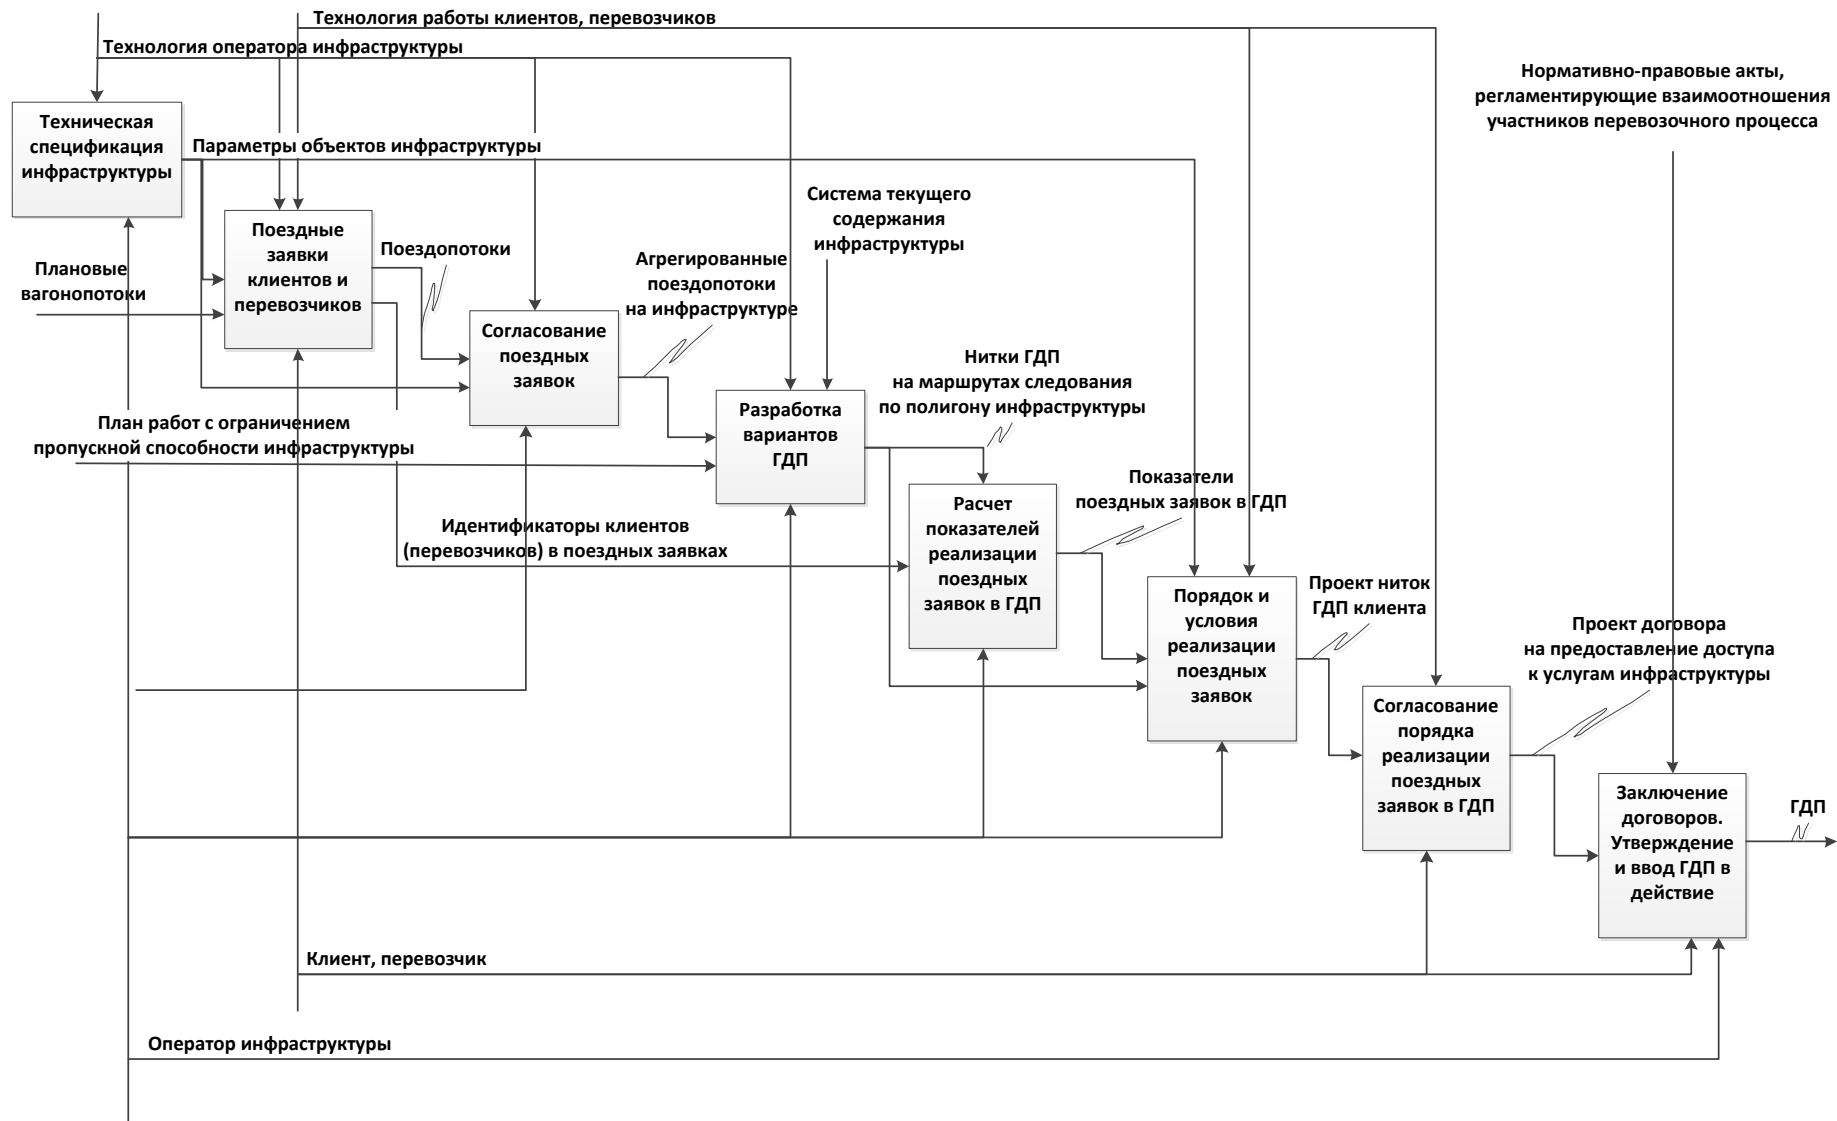 Технология работы клиентов, перевозчиков
Технология оператора инфраструктуры
Нормативно-правовые акты,
регламентирующие взаимоотношения
участников перевозочного процесса
Техническая
спецификация
инфраструктуры
Параметры объектов инфраструктуры
Система текущего
содержания
инфраструктуры
Поездные
заявки
клиентов и
перевозчиков
Поездопотоки
Плановые
вагонопотоки
Агрегированные
поездопотоки
на инфраструктуре
Согласование
поездных
заявок
Нитки ГДП
на маршрутах следования
по полигону инфраструктуры
План работ с ограничением
пропускной способности инфраструктуры
Разработка
вариантов
ГДП
Показатели
поездных заявок в ГДП
Идентификаторы клиентов
(перевозчиков) в поездных заявках
Расчет
показателей
реализации
поездных
заявок в ГДП
Порядок и
условия
реализации
поездных
заявок
Проект ниток
ГДП клиента
Проект договора
на предоставление доступа
к услугам инфраструктуры
Согласование
порядка
реализации
поездных
заявок в ГДП
Заключение
договоров.
Утверждение
и ввод ГДП в
действие
ГДП
Клиент, перевозчик
Оператор инфраструктуры